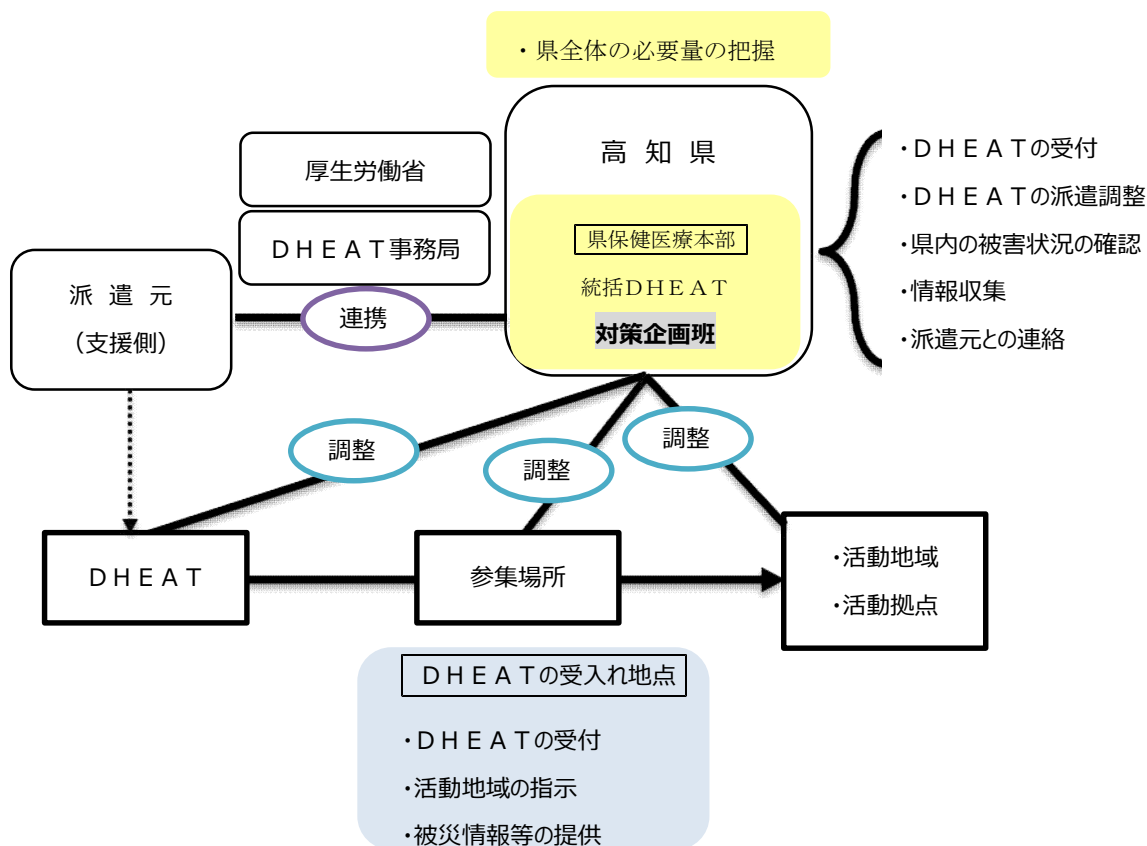 ・県全体の必要量の把握
高 知 県
厚生労働省
ＤＨＥＡＴ事務局
県保健医療本部
統括ＤＨＥＡＴ
対策企画班
派 遣 元
（支援側）
連携
・ＤＨＥＡＴの受付
・ＤＨＥＡＴの派遣調整
・県内の被害状況の確認
・情報収集
・派遣元との連絡
調整
調整
調整
ＤＨＥＡＴ
参集場所
・活動地域
・活動拠点
ＤＨＥＡＴの受入れ地点
・ＤＨＥＡＴの受付
・活動地域の指示
・被災情報等の提供